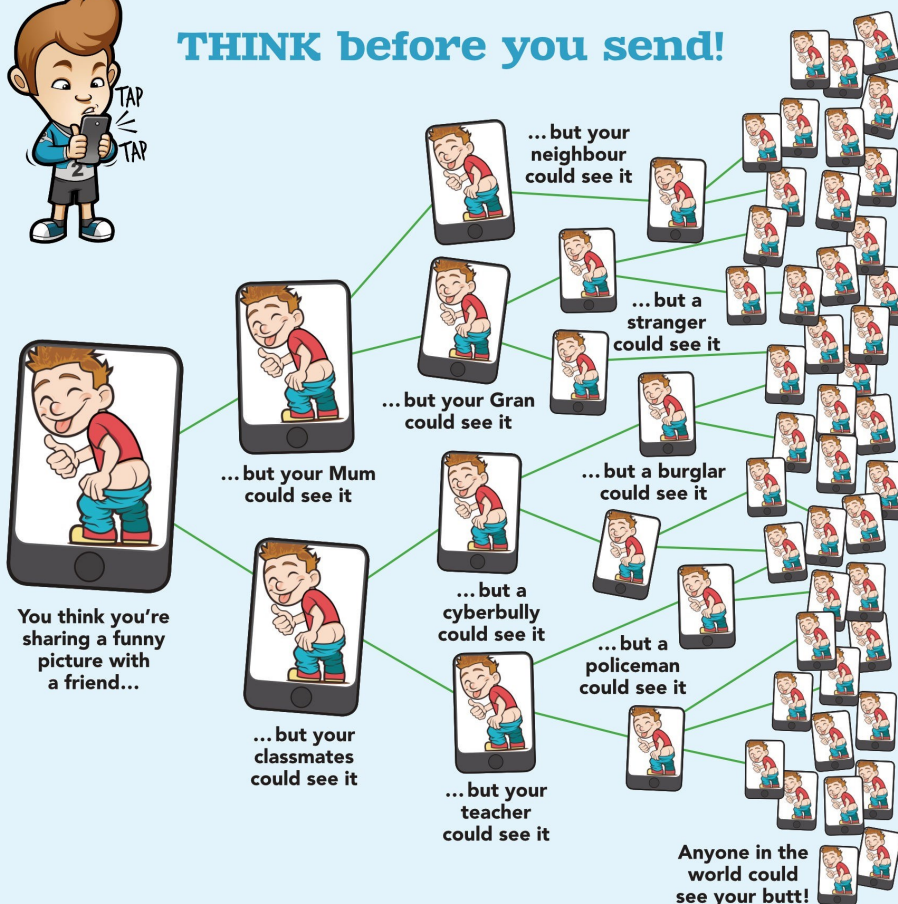 THINK before you send!
TAP
TAP
2
You think you're
sharing a funny
picture with
a friend...
...but your Mum
could see it
...but your
classmates
could see it
...but your
neighbour
could see it
...but your Gran
could see it
...but a
cyberbully
could see it
...but your
teacher
could see it
...but a
stranger
could see it
...but a burglar
could see it
...but a
policeman
could see it
Anyone in the
world could
see your butt!